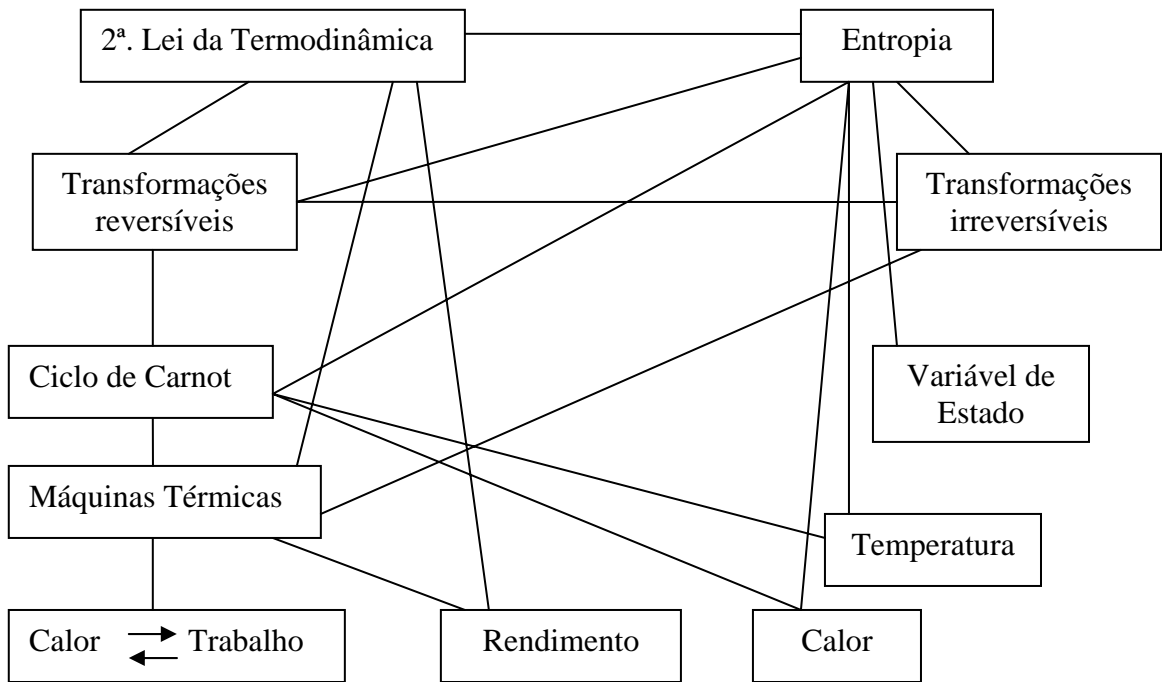 2ª. Lei da Termodinâmica
Entropia
Transformações
reversíveis
Transformações
irreversíveis
Ciclo de Carnot
Variável de
Estado
Máquinas Térmicas
Temperatura
Calor Trabalho
Rendimento
Calor